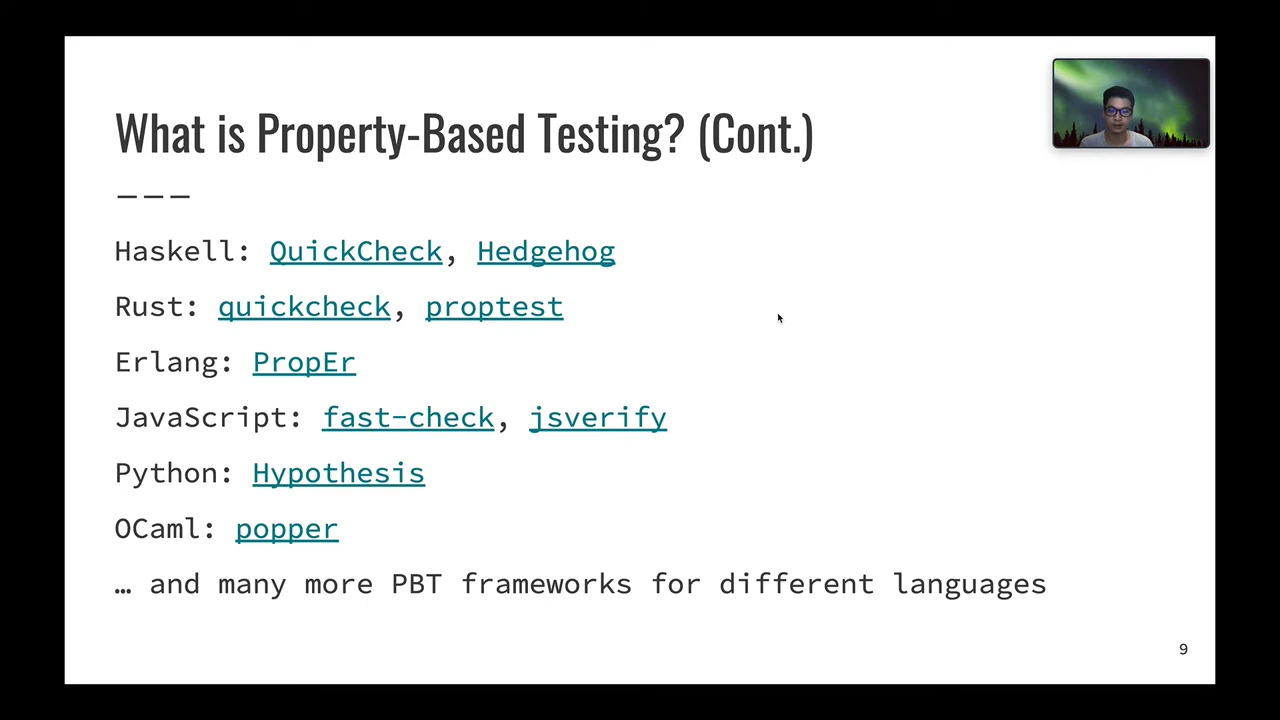 What is Property-Based Testing? (Cont.)
Haskell: QuickCheck, Hedgehog
Rust: quickcheck, proptest
Erlang: PropEr
JavaScript: fast-check, jsverify
Python: Hypothesis
OCaml: popper
… and many more PBT frameworks for different languages
9